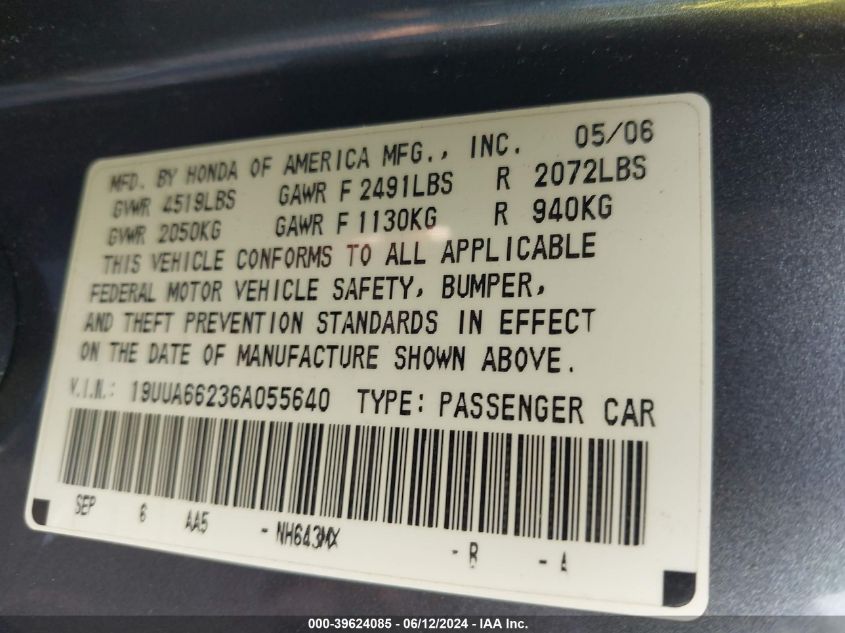 MFD. BY HONDA OF AMERICA MFG., INC. 05/06
GVWR 4519LBS GAWR F 2491LBS R 2072LBS
GVWR 2050KG GAWR F 1130KG R 940KG
THIS VEHICLE CONFORMS TO ALL APPLICABLE
FEDERAL MOTOR VEHICLE SAFETY, BUMPER,
AND THEFT PREVENTION STANDARDS IN EFFECT
ON THE DATE OF MANUFACTURE SHOWN ABOVE.
V.I.N.: 19UUA66236A055640 TYPE: PASSENGER CAR
SEP 6 AA5 - NH643MX - B - A
000-39624085 - 06/12/2024 - IAA Inc.